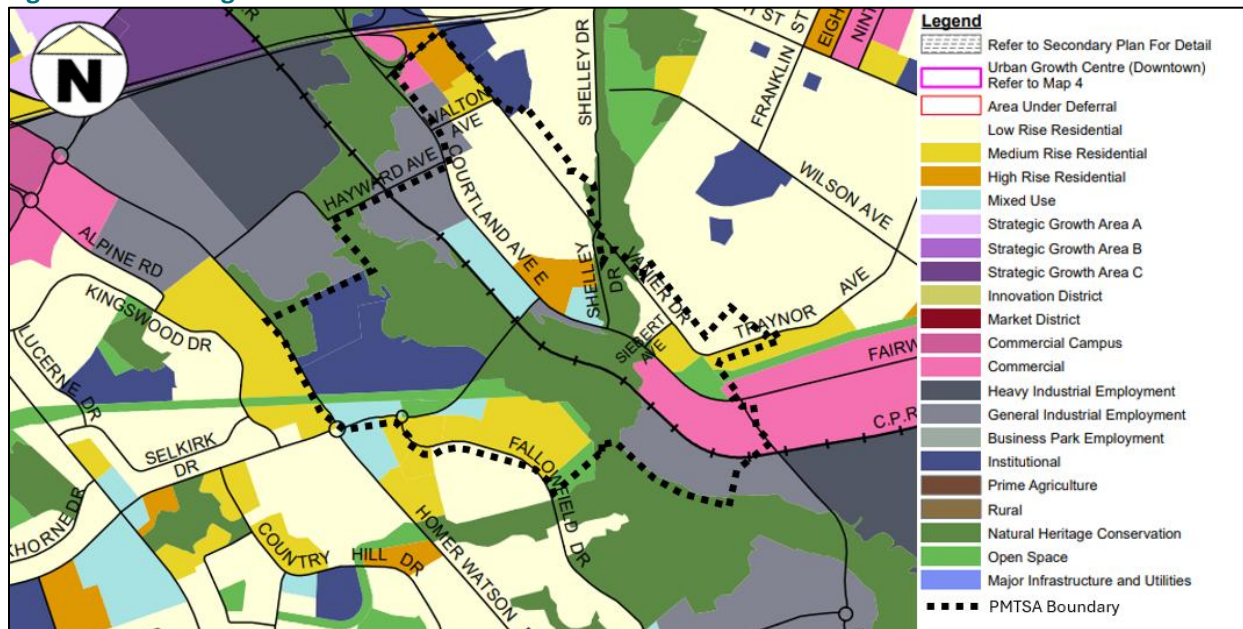 N
SHELLEY DR
FRANKLIN
ST
EIGH
NINT
WALTON
AVE
HAYWARD AVE
COURTLAND AVE E
WILSON AVE
ALPINE RD
KINGSWOOD DR
LUCERNE DR
SHELLEY
DR
VANIER DR
SIEBERT
AVE
TRAYNOR
AVE
FAIRW
C.P.R
SELKIRK
DR
FALLOWFIELD DR
HOMER WATSON
COUNTRY
HILL DR
KHORNE DR
Legend
Refer to Secondary Plan For Detail
Urban Growth Centre (Downtown)
Refer to Map 4
Area Under Deferral
Low Rise Residential
Medium Rise Residential
High Rise Residential
Mixed Use
Strategic Growth Area A
Strategic Growth Area B
Strategic Growth Area C
Innovation District
Market District
Commercial Campus
Commercial
Heavy Industrial Employment
General Industrial Employment
Business Park Employment
Institutional
Prime Agriculture
Rural
Natural Heritage Conservation
Open Space
Major Infrastructure and Utilities
PMTSA Boundary